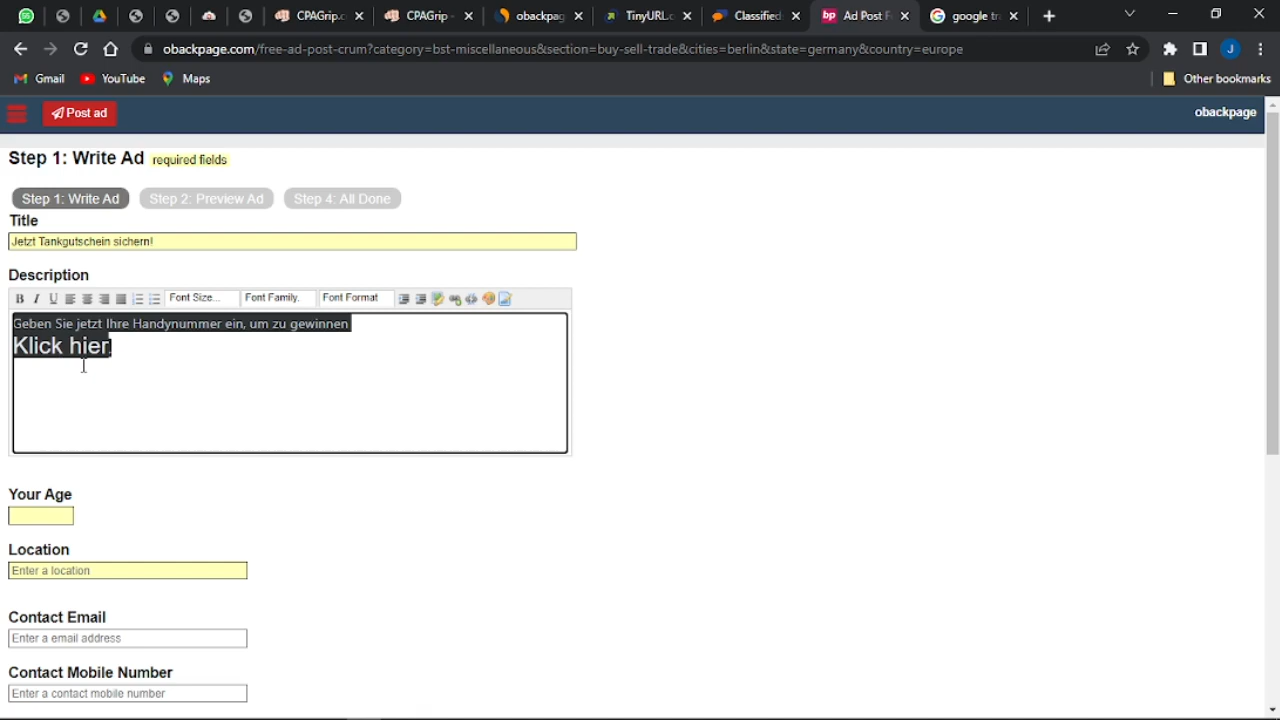 CPAGrip.c
CPAGrip -
obackpag
TinyURL.c
Classified
Ad Post F
google tr
obackpage.com/free-ad-post-crum?category=bst-miscellaneous&section=buy-sell-trade&cities=berlin&state=germany&country=europe
J
Gmail
YouTube
Maps
Other bookmarks
Post ad
obackpage
Step 1: Write Ad required fields
Step 1: Write Ad
Step 2: Preview Ad
Step 4: All Done
Title
Jetzt Tankgutschein sichern!
Description
B I U
Font Size...
Font Family.
Font Format
Geben Sie jetzt Ihre Handynummer ein, um zu gewinnen
Klick hier
Your Age
Location
Enter a location
Contact Email
Enter a email address
Contact Mobile Number
Enter a contact mobile number